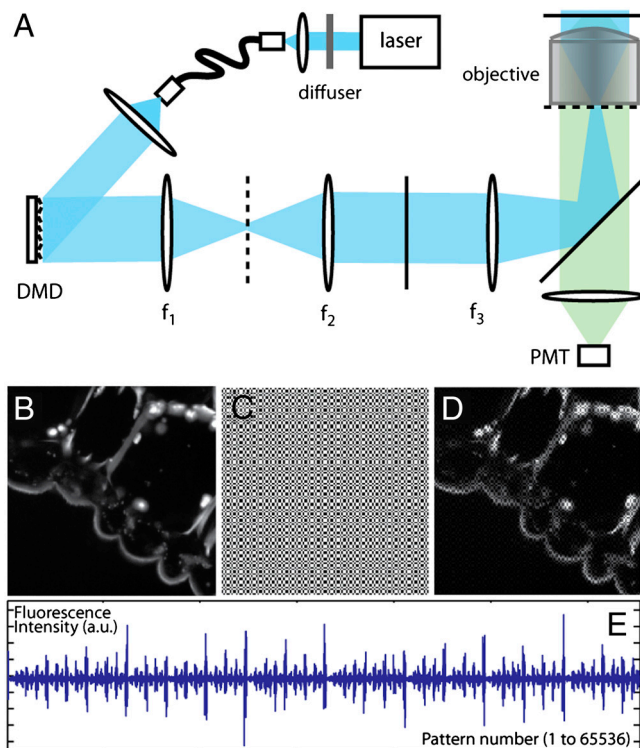 A
laser
diffuser
objective
DMD
f1
f2
f3
PMT
B
C
D
Fluorescence
Intensity (a.u.)
E
Pattern number (1 to 65536)